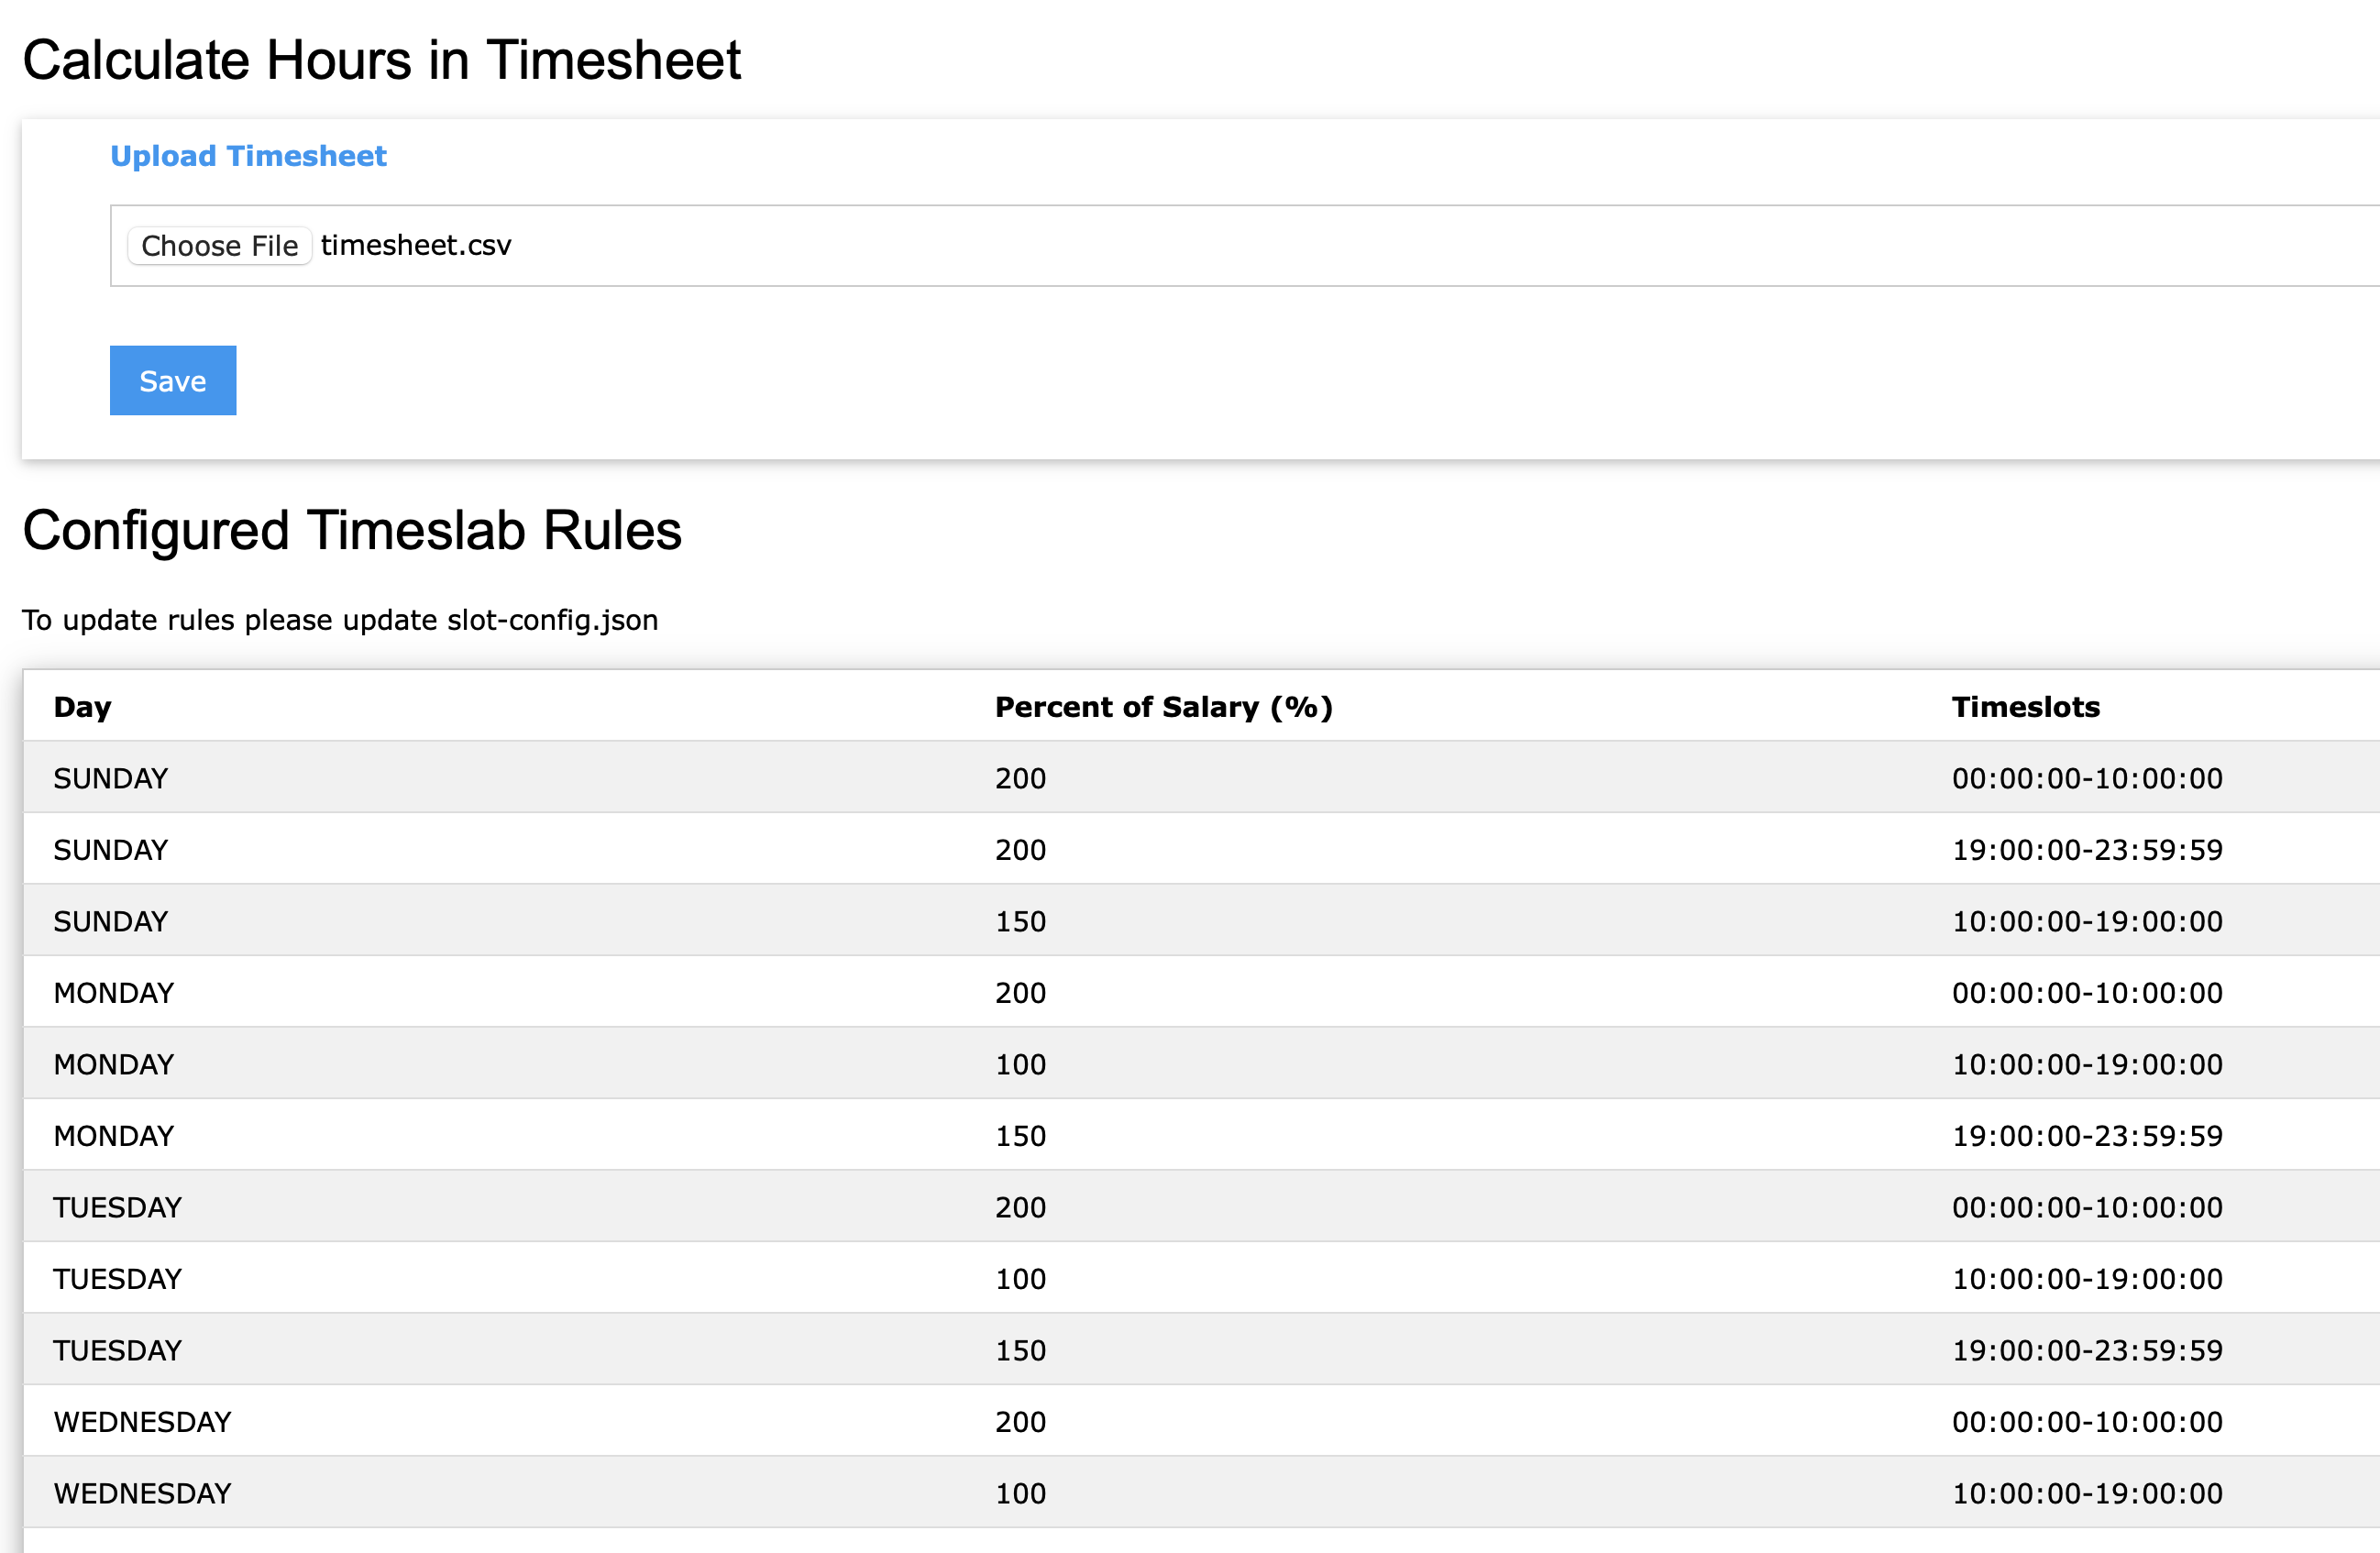 Calculate Hours in Timesheet
Upload Timesheet
Choose File timesheet.csv
Save
Configured Timeslab Rules
To update rules please update slot-config.json
Day Percent of Salary (%) Timeslots
SUNDAY 200 00:00:00-10:00:00
SUNDAY 200 19:00:00-23:59:59
SUNDAY 150 10:00:00-19:00:00
MONDAY 200 00:00:00-10:00:00
MONDAY 100 10:00:00-19:00:00
MONDAY 150 19:00:00-23:59:59
TUESDAY 200 00:00:00-10:00:00
TUESDAY 100 10:00:00-19:00:00
TUESDAY 150 19:00:00-23:59:59
WEDNESDAY 200 00:00:00-10:00:00
WEDNESDAY 100 10:00:00-19:00:00